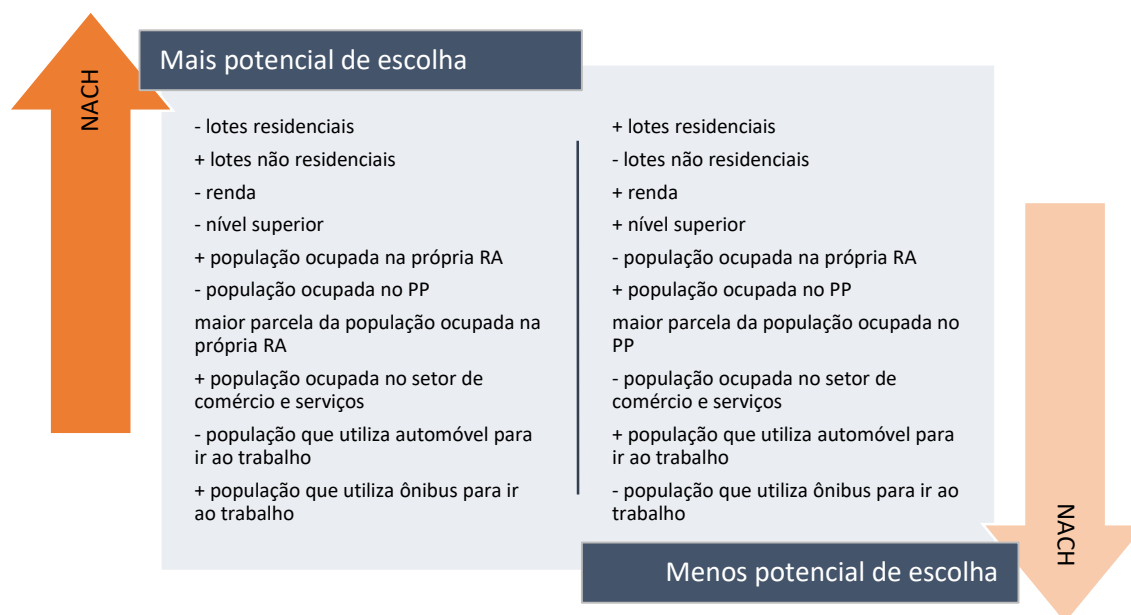 NACH
Mais potencial de escolha
- lotes residenciais
+ lotes não residenciais
- renda
- nível superior
+ população ocupada na própria RA
- população ocupada no PP
maior parcela da população ocupada na
própria RA
+ população ocupada no setor de
comércio e serviços
- população que utiliza automóvel para
ir ao trabalho
+ população que utiliza ônibus para ir
ao trabalho
+ lotes residenciais
- lotes não residenciais
+ renda
+ nível superior
- população ocupada na própria RA
+ população ocupada no PP
maior parcela da população ocupada no
PP
- população ocupada no setor de
comércio e serviços
+ população que utiliza automóvel para
ir ao trabalho
- população que utiliza ônibus para ir ao
trabalho
Menos potencial de escolha
NACH